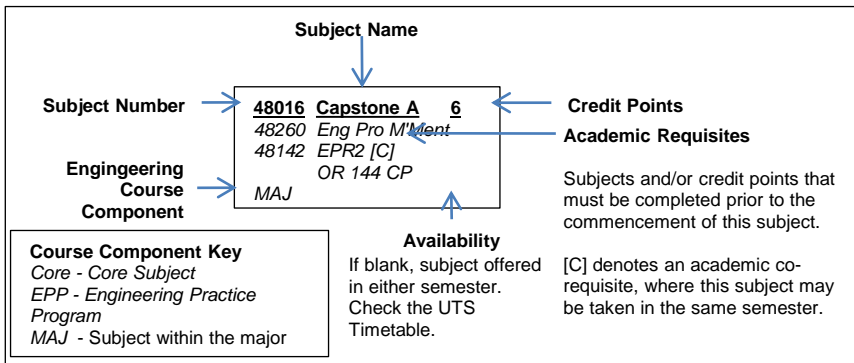 Subject Name
Subject Number
48016 Capstone A 6
48260 Eng Pro M'Ment
48142 EPR2 [C]
OR 144 CP
MAJ
Credit Points
Academic Requisites
Engingeering
Course
Component
Subjects and/or credit points that
must be completed prior to the
commencement of this subject.
[C] denotes an academic co-
requisite, where this subject may
be taken in the same semester.
Availability
If blank, subject offered
in either semester.
Check the UTS
Timetable.
Course Component Key
Core - Core Subject
EPP - Engineering Practice
Program
MAJ - Subject within the major